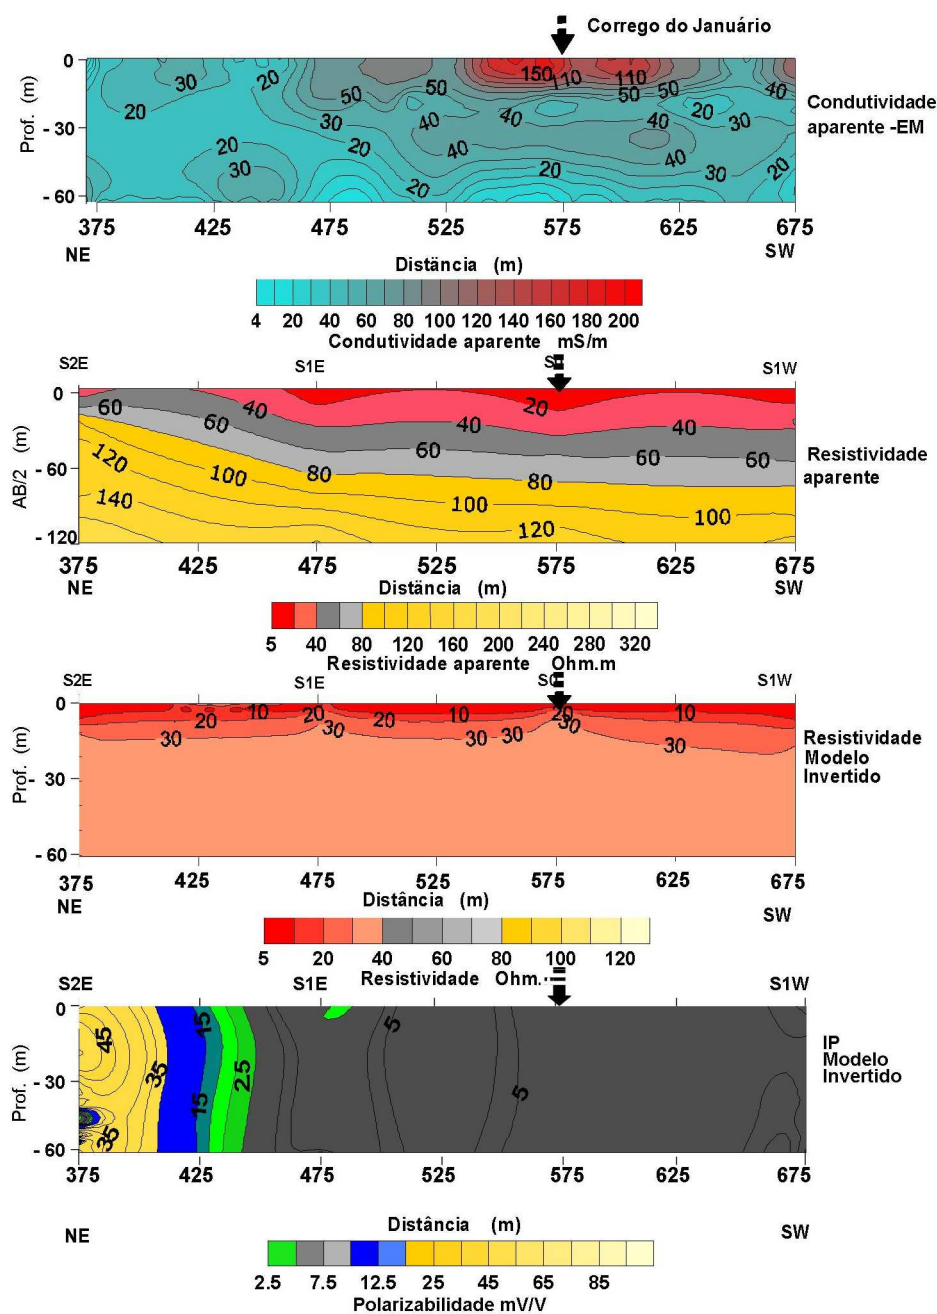 Corrego do Januário
0
30
20
50
150
110
110
50
50
40
20
30
50
40
40
20
30
- 30
20
30
20
40
40
30
20
20
- 60
Prof. (m)
Condutividade
aparente -EM
375 425 475 525 575 625 675
NE SW
Distância (m)
4 20 40 60 80 100 120 140 160 180 200
Condutividade aparente mS/m
S2E S1E S1W
0
60 40 40 20 40
60 60 60 60
- 60
120 100 80 80
140 100 100
120
- 120
AB/2 (m)
Resistividade
aparente
375 425 475 525 575 625 675
NE SW
Distância (m)
5 40 80 120 160 200 240 280 320
Resistividade aparente Ohm.m
S2E S1E S1W
0
20 10 20 10 20 10
30 30 20 30 30 30 30
- 30
- 60
Prof. (m)
Resistividade
Modelo
Invertido
375 425 475 525 575 625 675
NE SW
Distância (m)
5 20 40 60 80 100 120
Resistividade Ohm.
S2E S1E S1W
0
45 15 5
35 2.5 5
- 30
35 15
- 60
Prof. (m)
IP
Modelo
Invertido
375 425 475 525 575 625 675
NE SW
Distância (m)
2.5 7.5 12.5 25 45 65 85
Polarizabilidade mV/V